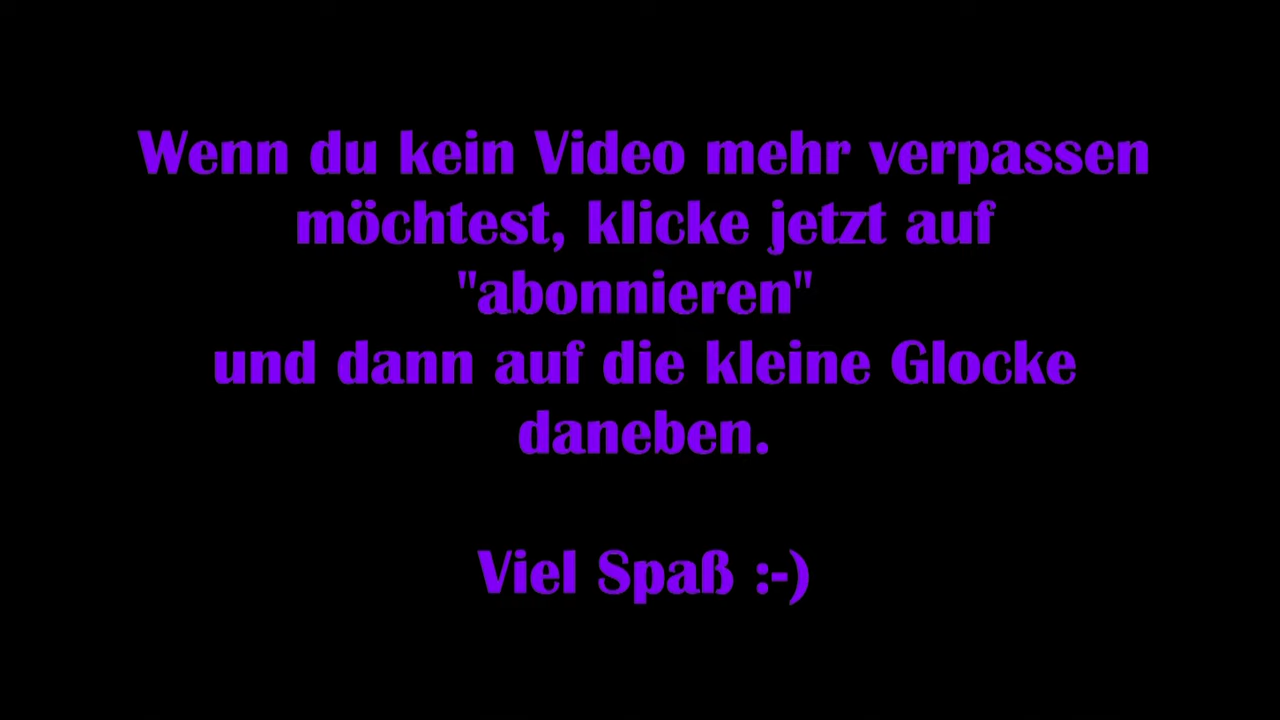 Wenn du kein Video mehr verpassen
möchtest, klicke jetzt auf
"abonnieren"
und dann auf die kleine Glocke
daneben.
Viel Spaß :-)